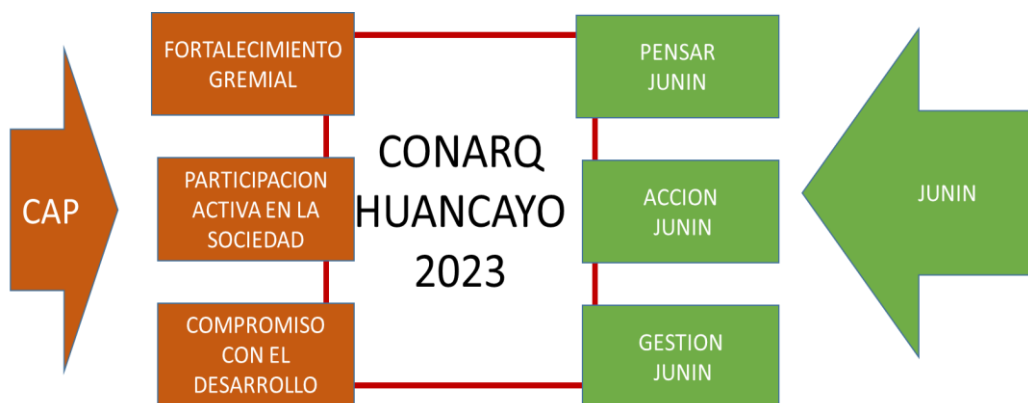 CAP
FORTALECIMIENTO
GREMIAL
PARTICIPACION
ACTIVA EN LA
SOCIEDAD
COMPROMISO
CON EL
DESARROLLO
CONARQ
HUANCAYO
2023
PENSAR
JUNIN
ACCION
JUNIN
GESTION
JUNIN
JUNIN